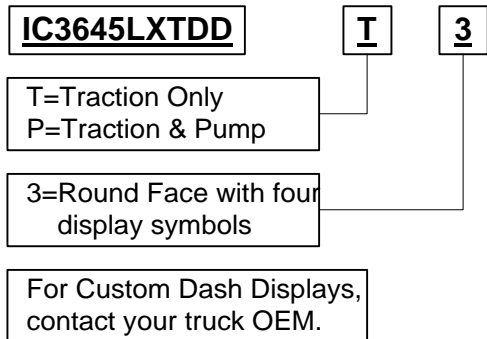 IC3645LXTDD T 3
T=Traction Only
P=Traction & Pump
3=Round Face with four
display symbols
For Custom Dash Displays,
contact your truck OEM.